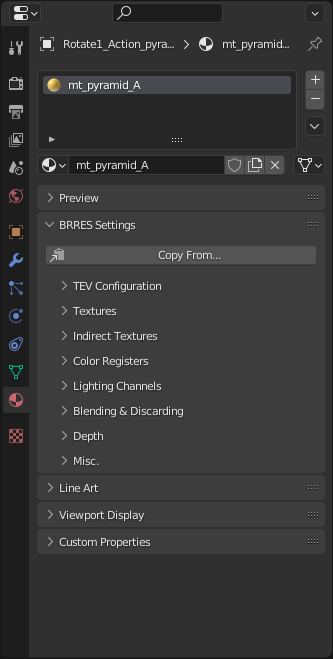 Rotate1_Action_pyra... mt_pyramid...
mt_pyramid_A
mt_pyramid_A
Preview
BRRES Settings
Copy From...
TEV Configuration
Textures
Indirect Textures
Color Registers
Lighting Channels
Blending & Discarding
Depth
Misc.
Line Art
Viewport Display
Custom Properties